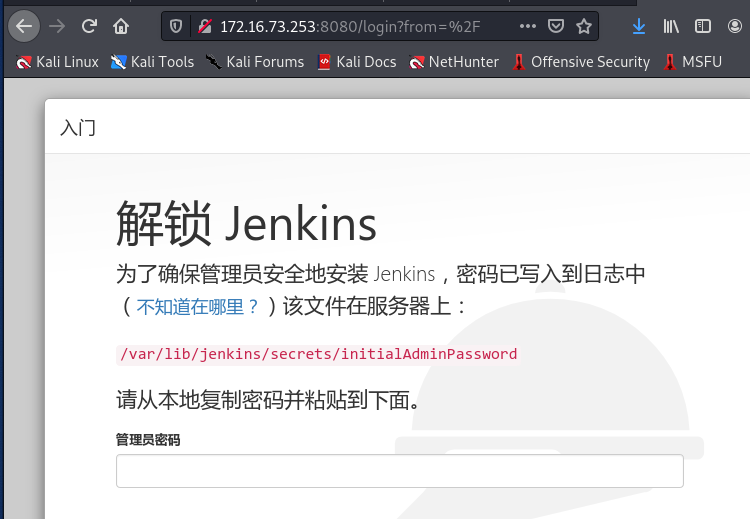 172.16.73.253:8080/login?from=%2F
Kali Linux Kali Tools Kali Forums Kali Docs NetHunter Offensive Security MSFU
入门
解锁 Jenkins
为了确保管理员安全地安装 Jenkins，密码已写入到日志中
（不知道在哪里？）该文件在服务器上：
/var/lib/jenkins/secrets/initialAdminPassword
请从本地复制密码并粘贴到下面。
管理员密码